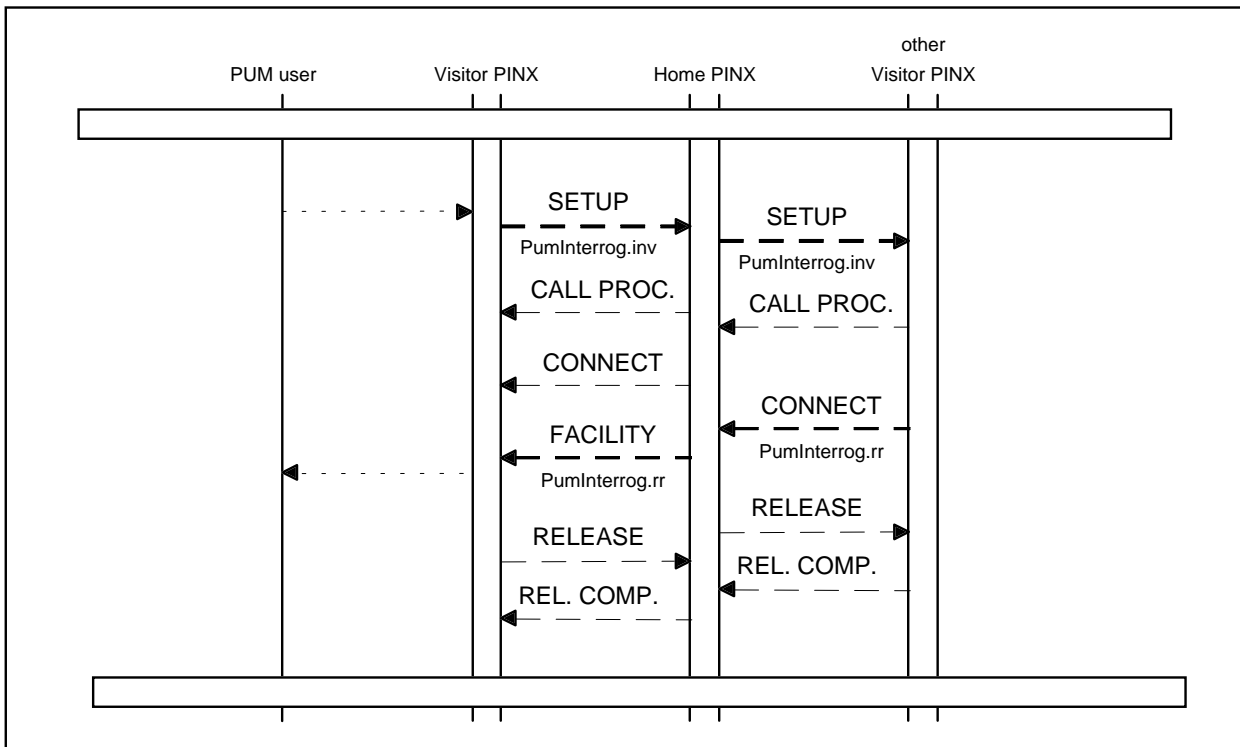 other
PUM user Visitor PINX Home PINX Visitor PINX
SETUP
SETUP
PumInterrog.inv
PumInterrog.inv
CALL PROC.
CALL PROC.
CONNECT
CONNECT
FACILITY
PumInterrog.rr
PumInterrog.rr
RELEASE
RELEASE
REL. COMP.
REL. COMP.